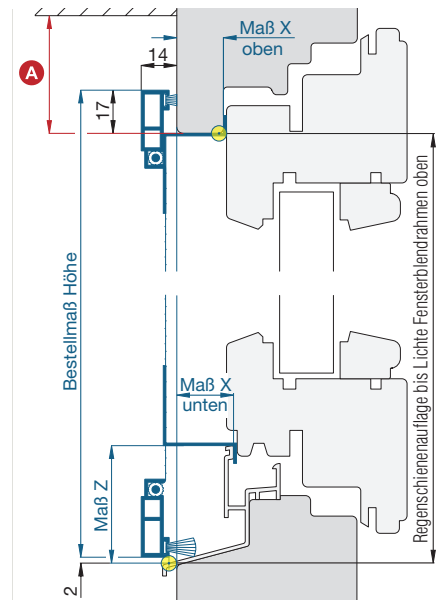 Maß X
oben
14
A
17
Bestellmaß Höhe
Regenschienenauflage bis Lichte Fensterblendrahmen oben
Maß X
unten
Maß Z
2